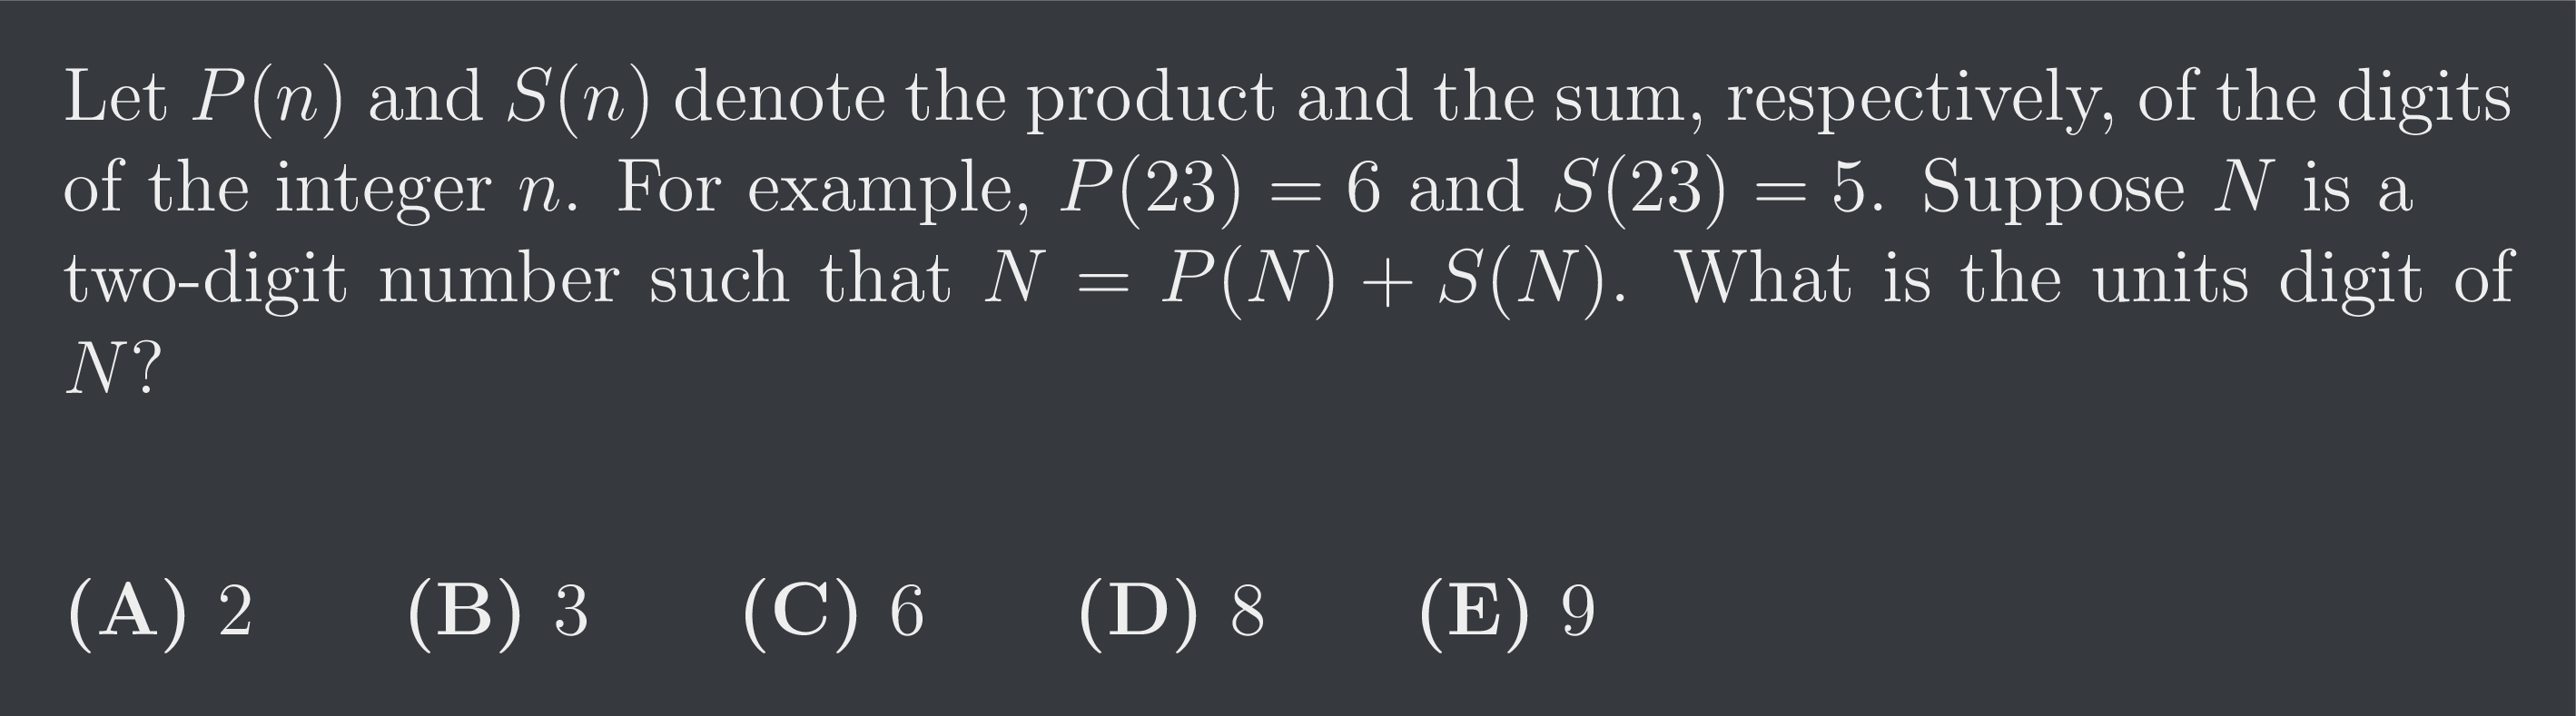 Let P(n) and S(n) denote the product and the sum, respectively, of the digits
of the integer n. For example, P(23) = 6 and S(23) = 5. Suppose N is a
two-digit number such that N = P(N) + S(N). What is the units digit of
N?
(A) 2 (B) 3 (C) 6 (D) 8 (E) 9